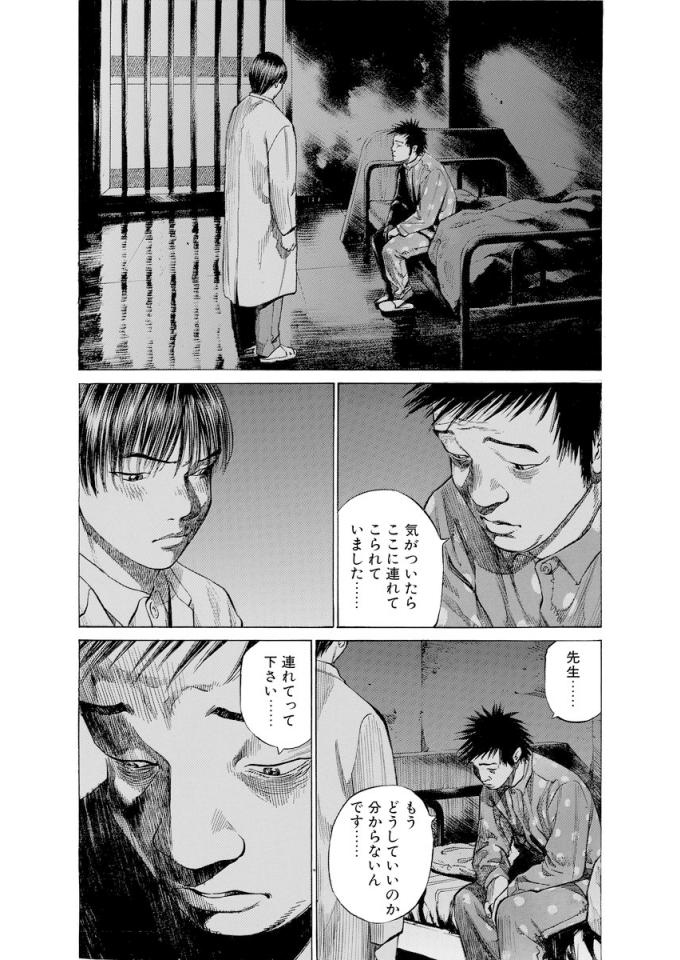 気がついたら
ここに連れて
こられて
いました……
先生
……
もう
どうしていいのか
分からないん
です……
連れてって
下さい……